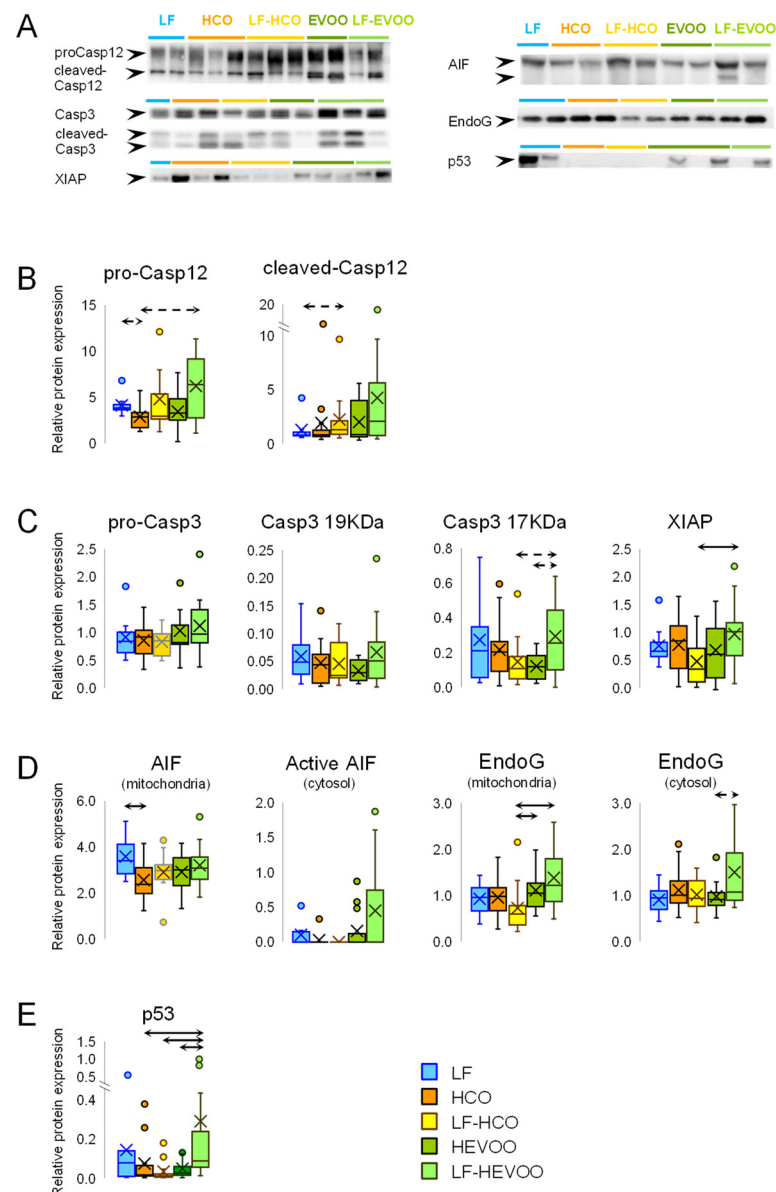 A
LF HCO LF-HCO EVOO LF-EVOO
proCasp12
cleaved-
Casp12
Casp3
cleaved-
Casp3
XIAP
LF HCO LF-HCO EVOO LF-EVOO
AIF
EndoG
p53
B
pro-Casp12
cleaved-Casp12
Relative protein expression
15
10
5
0
20
10
5
0
C
pro-Casp3
Casp3 19KDa
Casp3 17KDa
XIAP
Relative protein expression
2.5
2.0
1.5
1.0
0.5
0.0
0.25
0.20
0.15
0.10
0.05
0.00
0.8
0.6
0.4
0.2
0.0
2.5
2.0
1.5
1.0
0.5
0.0
D
AIF
(mitochondria)
Active AIF
(cytosol)
EndoG
(mitochondria)
EndoG
(cytosol)
Relative protein expression
6.0
4.0
2.0
0.0
2.0
1.5
1.0
0.5
0.0
3.0
2.0
1.0
0.0
3.0
2.0
1.0
0.0
E
p53
Relative protein expression
1.5
1.0
0.5
0.4
0.2
0.0
LF
HCO
LF-HCO
HEVOO
LF-HEVOO